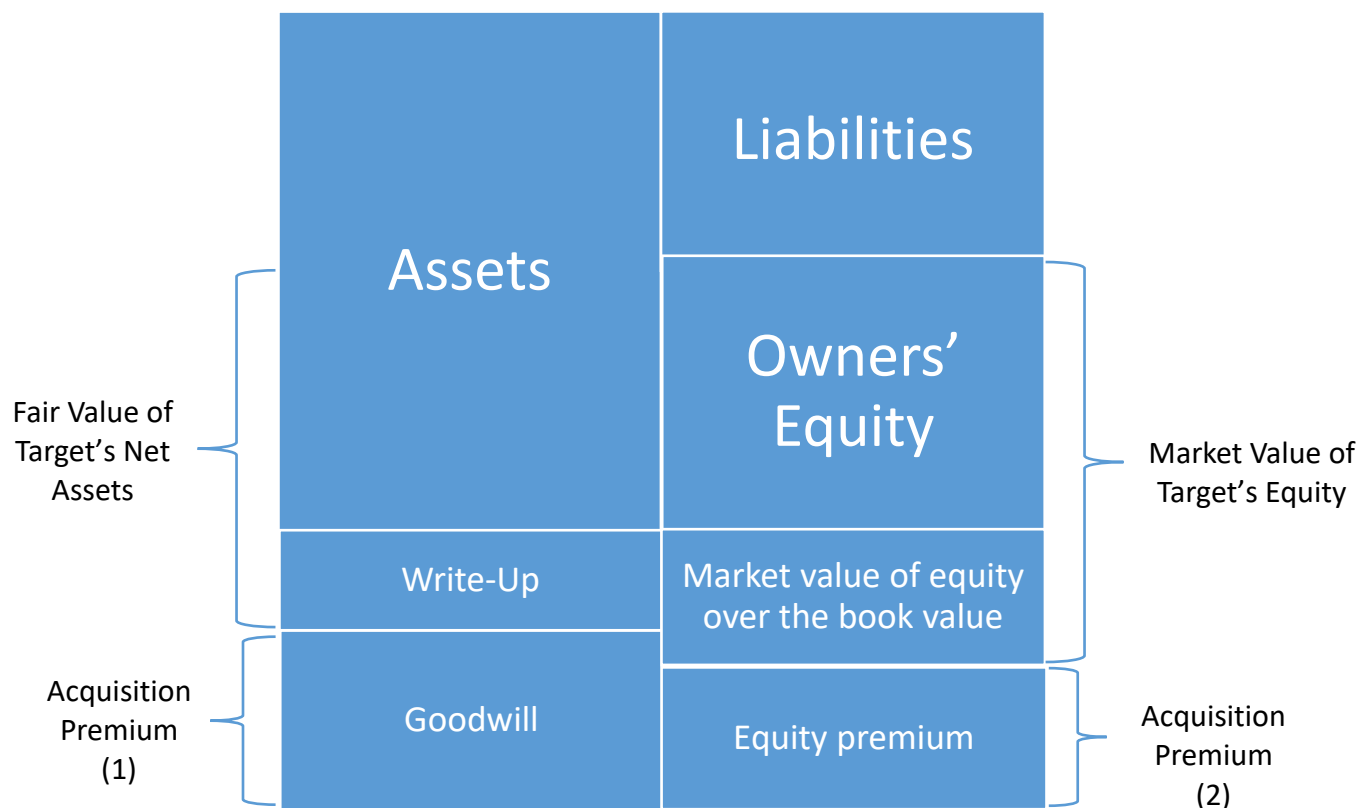 Assets
Liabilities
Owners’
Equity
Fair Value of
Target’s Net
Assets
Market Value of
Target’s Equity
Write-Up
Market value of equity
over the book value
Acquisition
Premium
(1)
Goodwill
Equity premium
Acquisition
Premium
(2)